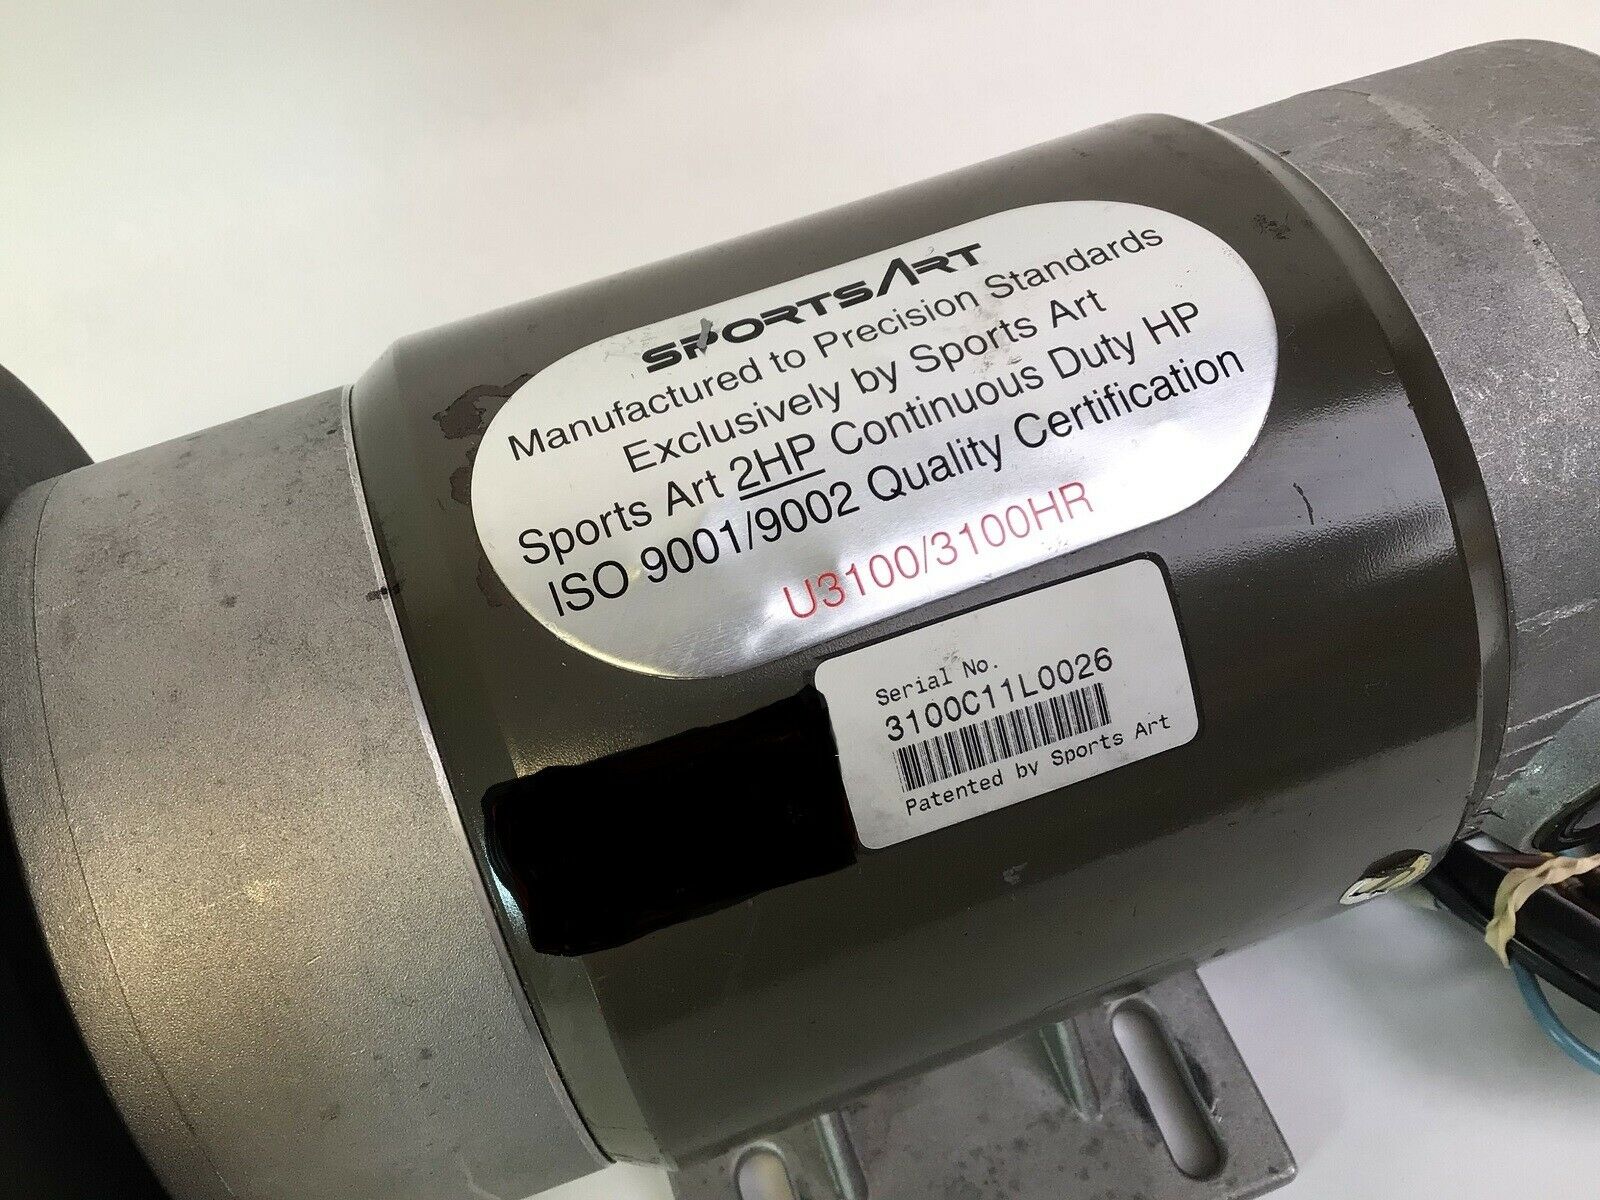 SPORTSART
Manufactured to Precision Standards
Exclusively by Sports Art
Sports Art 2HP Continuous Duty HP
ISO 9001/9002 Quality Certification
U3100/3100HR
Serial No.
3100C11L0026
Patented by Sports Art